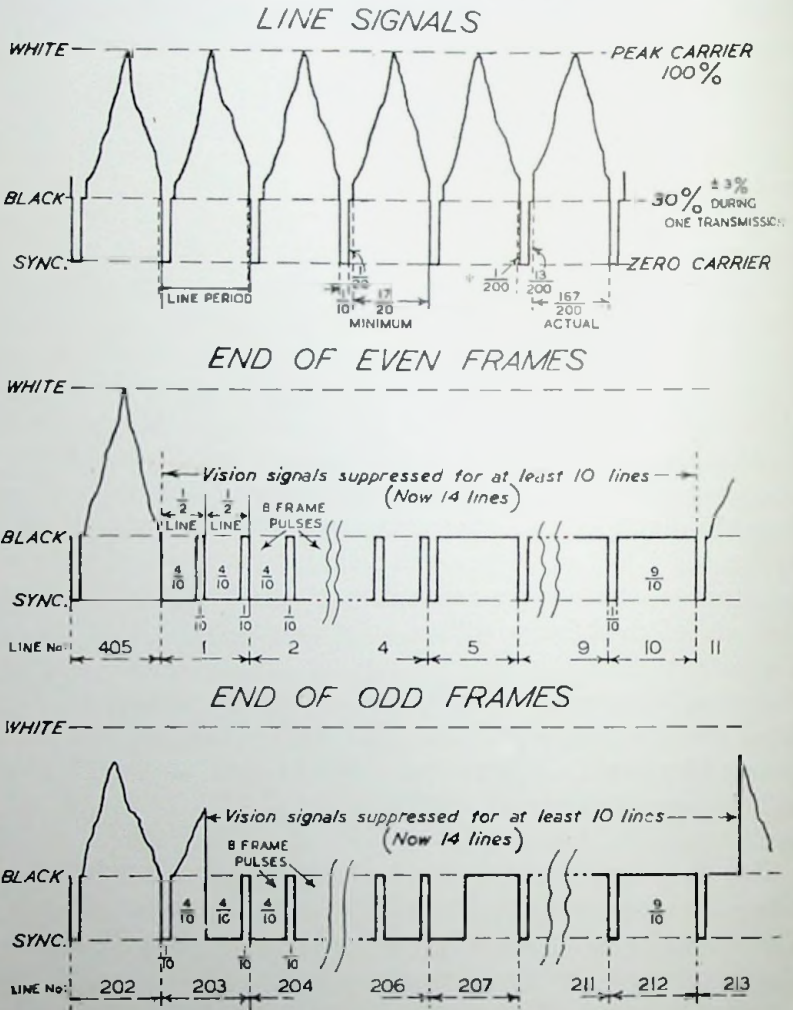 LINE SIGNALS
WHITE
PEAK CARRIER
100%
BLACK
30% ± 3%
DURING
ONE TRANSMISSION
SYNC.
ZERO CARRIER
LINE PERIOD
1/10
1/20
17/20
MINIMUM
1/200
13/200
167/200
ACTUAL
END OF EVEN FRAMES
WHITE
Vision signals suppressed for at least 10 lines
(Now 14 lines)
1/2 LINE
1/2 LINE
8 FRAME
PULSES
BLACK
4/10 4/10 4/10 9/10
SYNC.
1/10 1/10 1/10 1/10
LINE No: 405 1 2 4 5 9 10 11
END OF ODD FRAMES
WHITE
Vision signals suppressed for at least 10 lines
(Now 14 lines)
8 FRAME
PULSES
BLACK
4/10 4/10 4/10 9/10
SYNC.
1/10 1/10 1/10
LINE No: 202 203 204 206 207 211 212 213